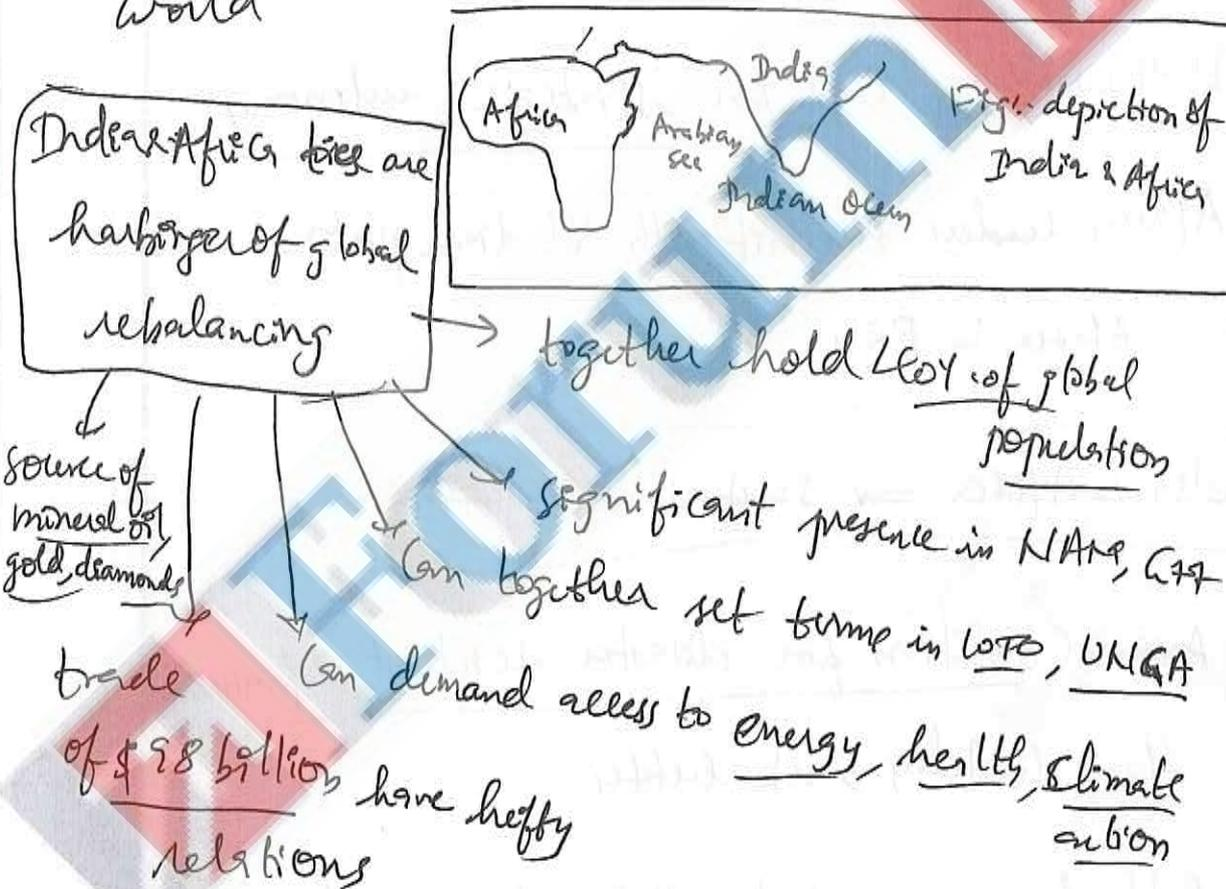 World
India & Africa ties are
harbinger of global
rebalancing
Africa
India
Arabian
sea
Indian Ocean
Fig: depiction of
India & Africa
together hold of global
population
significant presence in NAM, G77
Can together set terms in WTO, UNGA
Can demand access to energy, health, climate
action
source of
mineral oil,
gold, diamonds
trade
of $ 98 billion
have hefty
relations
Forum